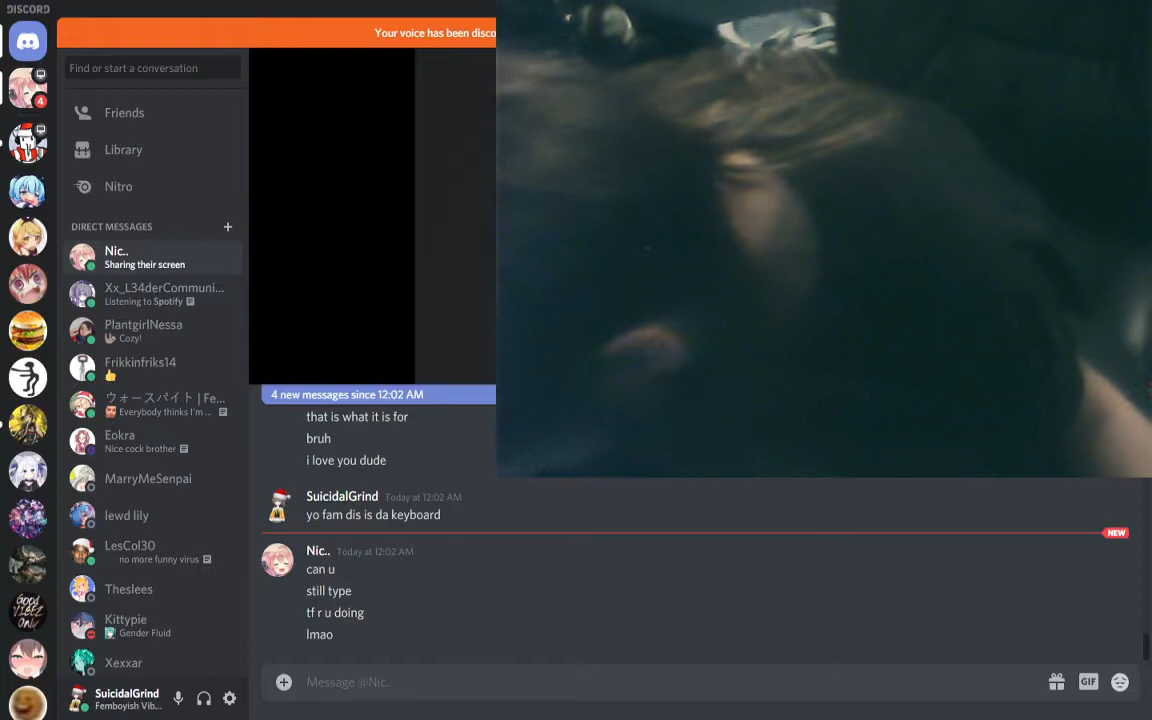 DISCORD
Your voice has been disco
Find or start a conversation
4
Friends
Library
Nitro
DIRECT MESSAGES
Nic..
Sharing their screen
Xx_L34derCommuni...
Listening to Spotify
PlantgirlNessa
Cozy!
Frikkinfriks14
ウォースパイト | Fe...
Everybody thinks I'm ...
Eokra
Nice cock brother
MarryMeSenpai
lewd lily
LesCol30
no more funny virus
Theslees
Kittypie
Gender Fluid
Xexxar
GOOD VIBEZ ONLY
SuicidalGrind
Femboyish Vib...
4 new messages since 12:02 AM
that is what it is for
bruh
i love you dude
SuicidalGrind Today at 12:02 AM
yo fam dis is da keyboard
NEW
Nic.. Today at 12:02 AM
can u
still type
tf r u doing
lmao
Message @Nic..
GIF